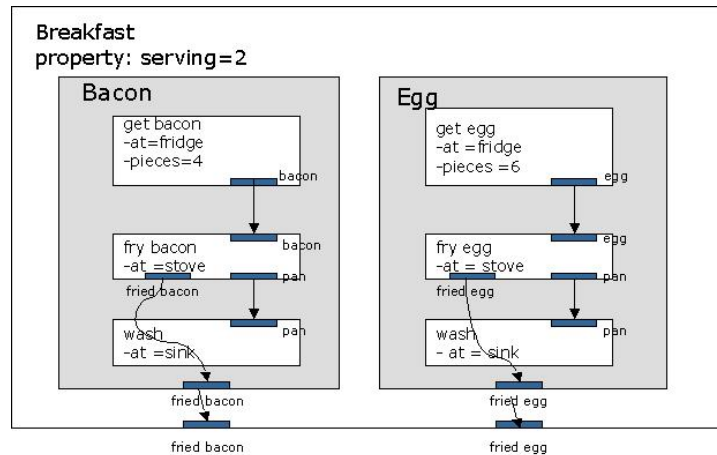 Breakfast
property: serving=2
Bacon
get bacon
-at=fridge
-pieces=4
bacon
bacon
fry bacon
-at =stove
pan
fried bacon
pan
wash
-at =sink
fried bacon
fried bacon
Egg
get egg
-at =fridge
-pieces =6
egg
egg
fry egg
-at = stove
pan
fried egg
pan
wash
- at = sink
fried egg
fried egg